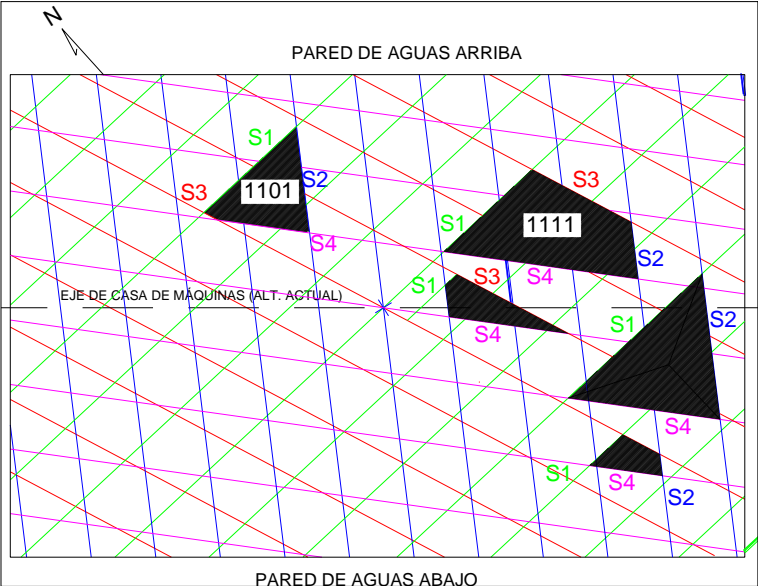 N
PARED DE AGUAS ARRIBA
S1
S3
S2
1101
S4
S3
1111
S1
S4
S2
S1
S3
EJE DE CASA DE MÁQUINAS (ALT. ACTUAL)
S4
S1
S2
S4
S1
S4
S2
PARED DE AGUAS ABAJO